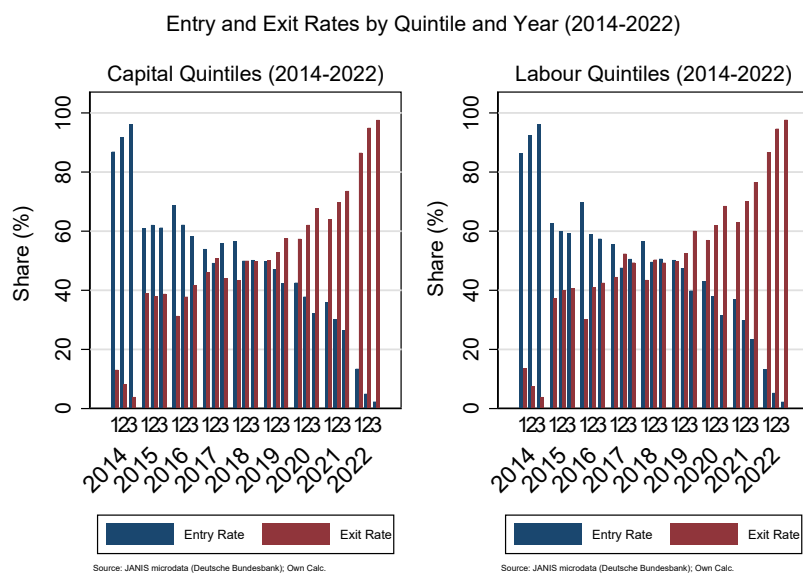 Entry and Exit Rates by Quintile and Year (2014-2022)
Capital Quintiles (2014-2022)
Share (%)
100
80
60
40
20
0
123 123 123 123 123 123 123 123 123
2014 2015 2016 2017 2018 2019 2020 2021 2022
Entry Rate Exit Rate
Source: JANIS microdata (Deutsche Bundesbank); Own Calc.
Labour Quintiles (2014-2022)
Share (%)
100
80
60
40
20
0
123 123 123 123 123 123 123 123 123
2014 2015 2016 2017 2018 2019 2020 2021 2022
Entry Rate Exit Rate
Source: JANIS microdata (Deutsche Bundesbank); Own Calc.